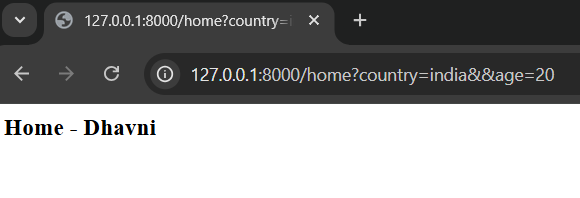 127.0.0.1:8000/home?country=i
127.0.0.1:8000/home?country=india&&age=20
Home - Dhavni